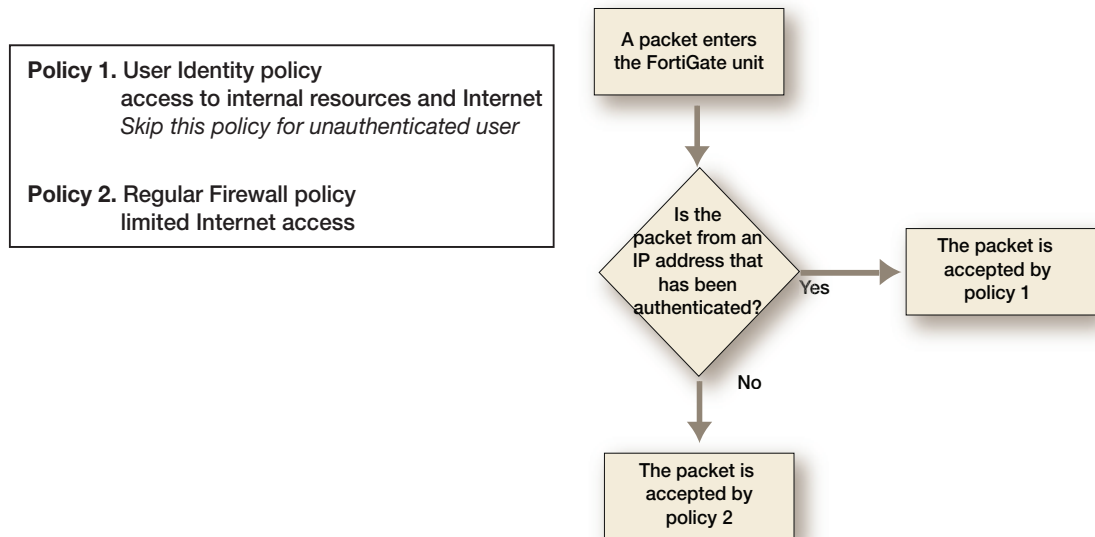 Policy 1. User Identity policy
access to internal resources and Internet
Skip this policy for unauthenticated user
Policy 2. Regular Firewall policy
limited Internet access
A packet enters
the FortiGate unit
Is the
packet from an
IP address that
has been
authenticated?
Yes
The packet is
accepted by
policy 1
No
The packet is
accepted by
policy 2